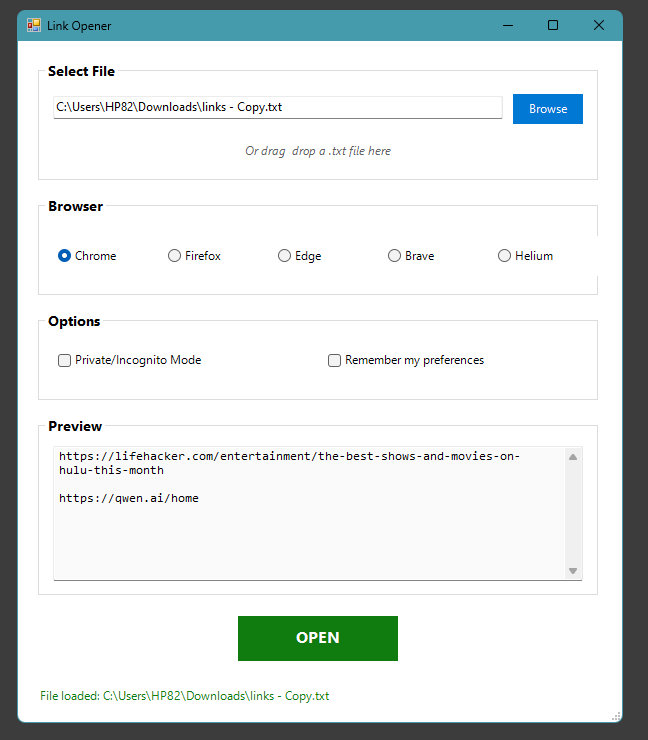 Link Opener
Select File
C:\Users\HP82\Downloads\links - Copy.txt
Browse
Or drag  drop a .txt file here
Browser
Chrome Firefox Edge Brave Helium
Options
Private/Incognito Mode Remember my preferences
Preview
https://lifehacker.com/entertainment/the-best-shows-and-movies-on-
hulu-this-month
https://qwen.ai/home
OPEN
File loaded: C:\Users\HP82\Downloads\links - Copy.txt